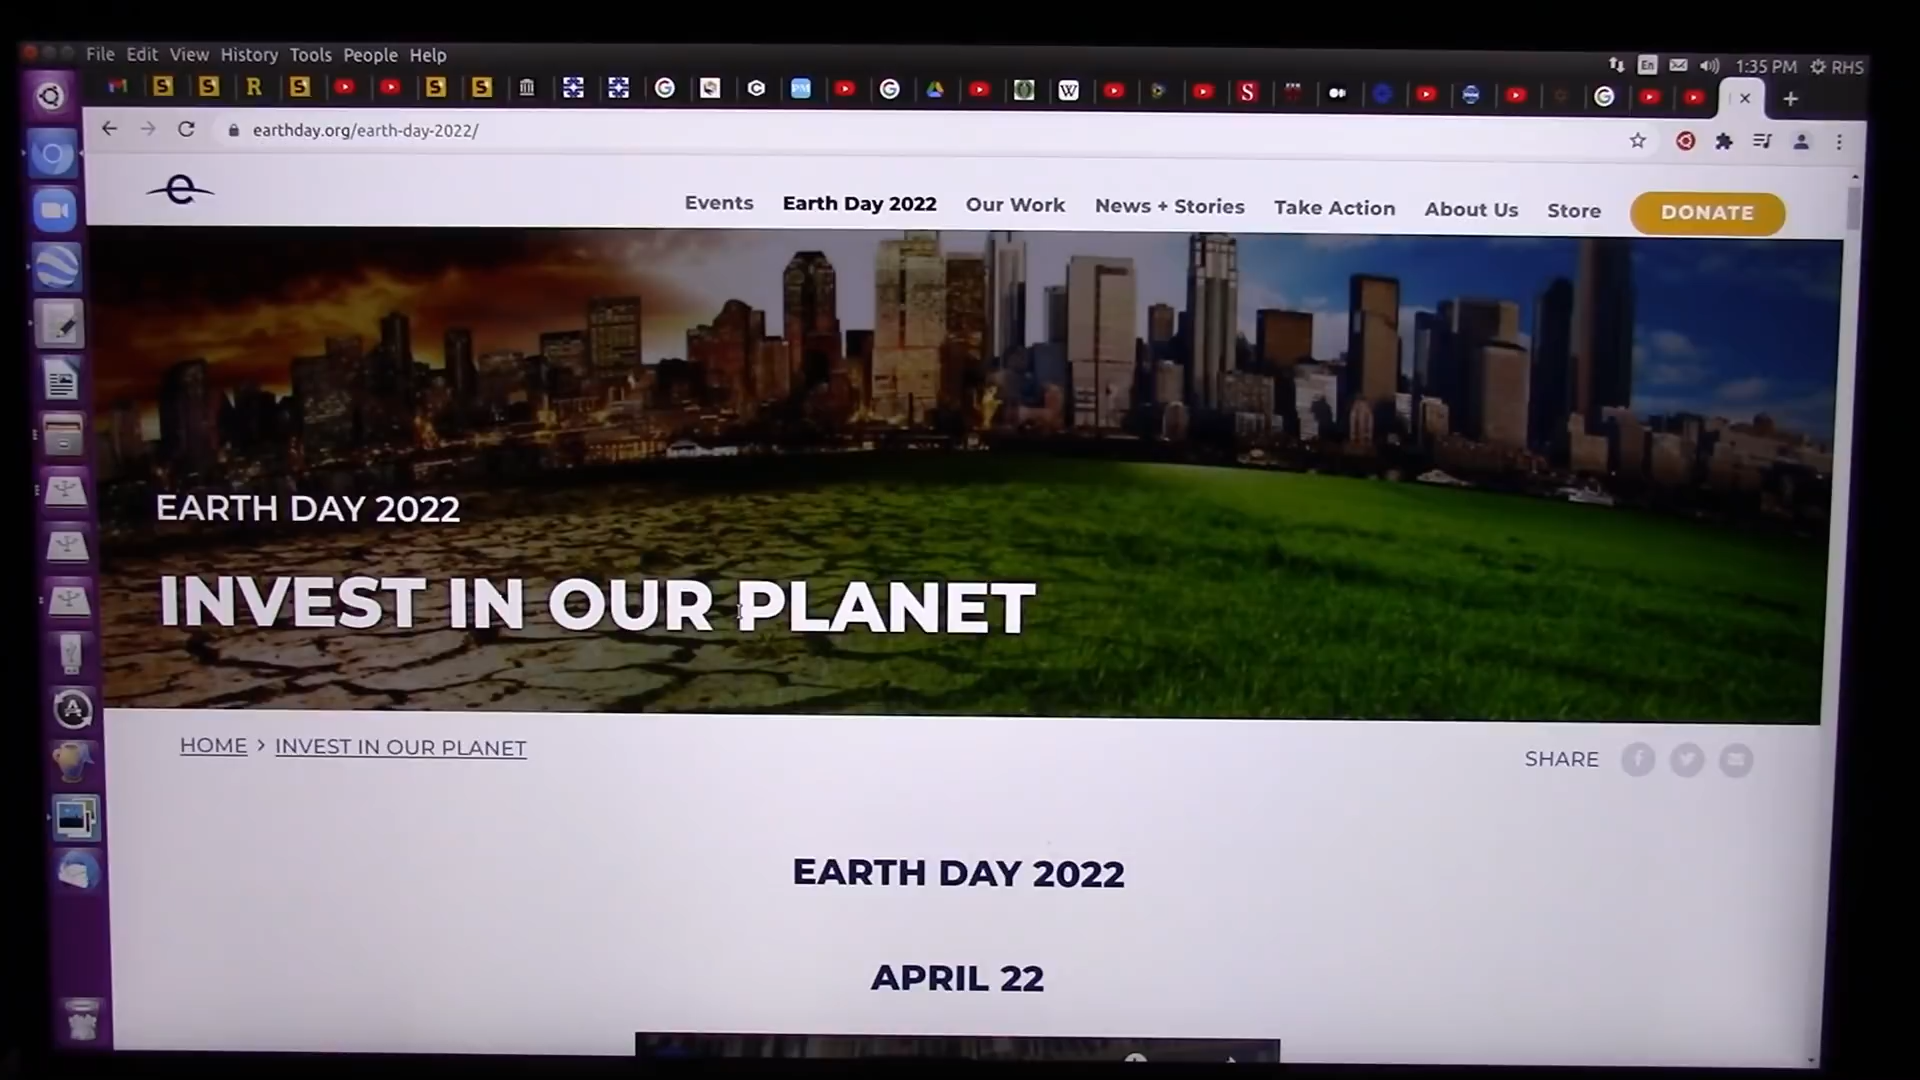 File Edit View History Tools People Help
En 1:35 PM RHS
earthday.org/earth-day-2022/
Events Earth Day 2022 Our Work News + Stories Take Action About Us Store DONATE
EARTH DAY 2022
INVEST IN OUR PLANET
HOME > INVEST IN OUR PLANET
SHARE
EARTH DAY 2022
APRIL 22